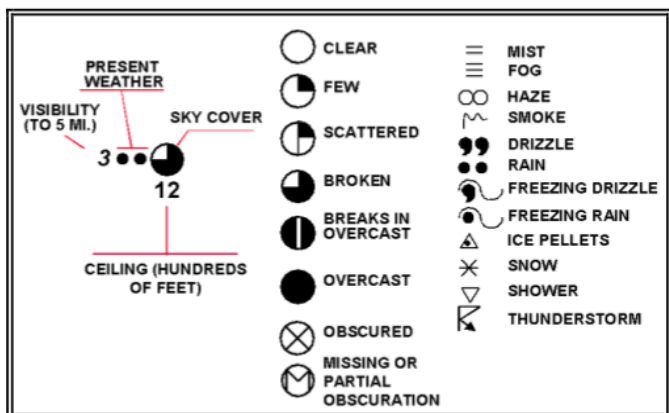 PRESENT
WEATHER
VISIBILITY
(TO 5 MI.)
SKY COVER
3
12
CEILING (HUNDREDS
OF FEET)
CLEAR
FEW
SCATTERED
BROKEN
BREAKS IN
OVERCAST
OVERCAST
OBSCURED
MISSING OR
PARTIAL
OBSCURATION
MIST
FOG
HAZE
SMOKE
DRIZZLE
RAIN
FREEZING DRIZZLE
FREEZING RAIN
ICE PELLETS
SNOW
SHOWER
THUNDERSTORM